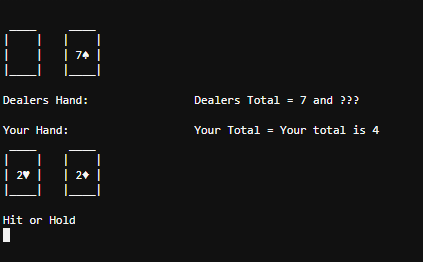 7♠
Dealers Hand: Dealers Total = 7 and ???
Your Hand: Your Total = Your total is 4
2♥ 2♦
Hit or Hold